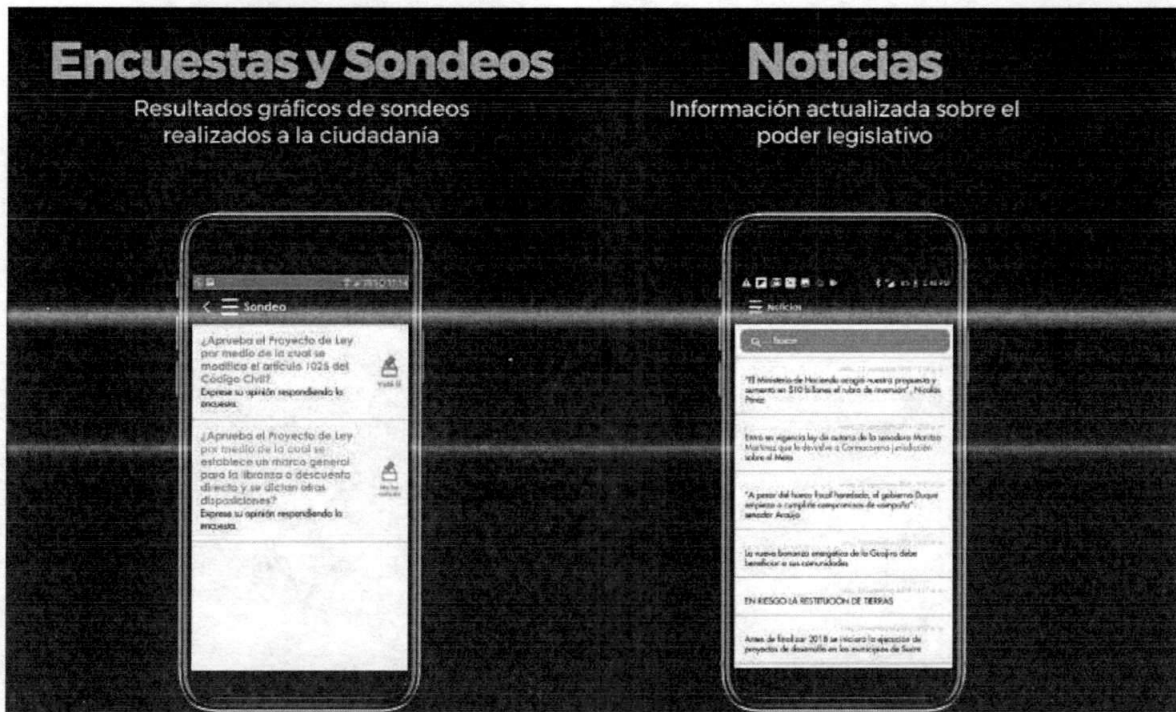 Encuestas y Sondeos
Resultados gráficos de sondeos
realizados a la ciudadanía
Sondeo
¿Aprueba el Proyecto de Ley
por medio de la cual se
modifica el artículo 1025 del
Código Civil?
Exprese su opinión respondiendo la
encuesta.
¿Aprueba el Proyecto de Ley
por medio de la cual se
establece un marco general
para la libranza o descuento
directo y se dictan otras
disposiciones?
Exprese su opinión respondiendo la
encuesta.
Noticias
Información actualizada sobre el
poder legislativo
Noticias
Buscar
"El Ministerio de Hacienda acogió nuestra propuesta y
aumento en $10 billones el rubro de inversión", Nicolás
Pérez
Entra en vigencia ley de autoría de la senadora Maritza
Martínez que le devuelve a Cormacarena jurisdicción
sobre el Meta
"A pesar del hueco fiscal heredado, el gobierno Duque
empieza a cumplirle compromisos de campaña":
senador Araújo
La nueva bonanza energética de la Guajira debe
beneficiar a sus comunidades
EN RIESGO LA RESTITUCIÓN DE TIERRAS
Antes de finalizar 2018 se iniciará la ejecución de
proyectos de desarrollo en los municipios de Sucre